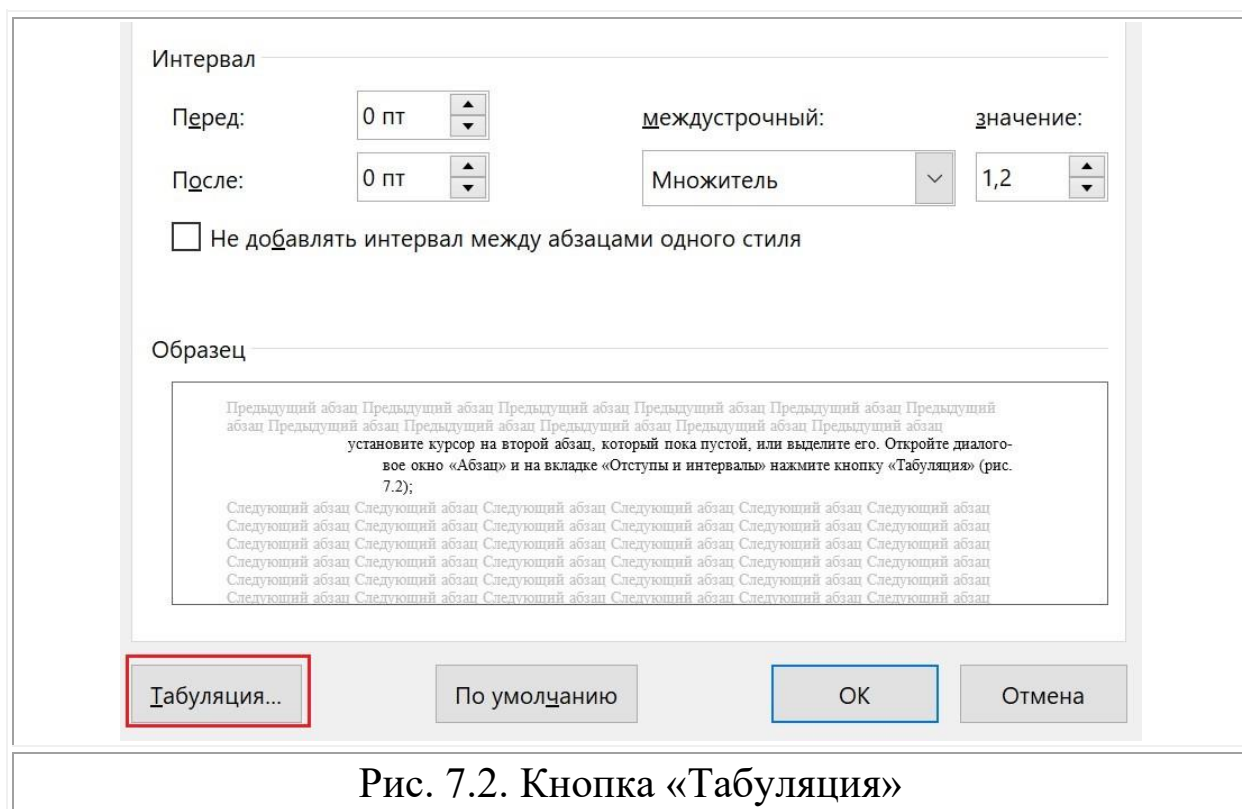 Интервал
Перед: 0 пт междустрочный: значение:
После: 0 пт Множитель 1,2
Не добавлять интервал между абзацами одного стиля
Образец
Предыдущий абзац Предыдущий абзац Предыдущий абзац Предыдущий абзац Предыдущий абзац Предыдущий
абзац Предыдущий абзац Предыдущий абзац Предыдущий абзац Предыдущий абзац Предыдущий абзац
установите курсор на второй абзац, который пока пустой, или выделите его. Откройте диалого-
вое окно «Абзац» и на вкладке «Отступы и интервалы» нажмите кнопку «Табуляция» (рис.
7.2);
Следующий абзац Следующий абзац Следующий абзац Следующий абзац Следующий абзац Следующий абзац
Следующий абзац Следующий абзац Следующий абзац Следующий абзац Следующий абзац Следующий абзац
Следующий абзац Следующий абзац Следующий абзац Следующий абзац Следующий абзац Следующий абзац
Следующий абзац Следующий абзац Следующий абзац Следующий абзац Следующий абзац Следующий абзац
Следующий абзац Следующий абзац Следующий абзац Следующий абзац Следующий абзац Следующий абзац
Следующий абзац Следующий абзац Следующий абзац Следующий абзац Следующий абзац Следующий абзац
Табуляция... По умолчанию ОК Отмена
Рис. 7.2. Кнопка «Табуляция»